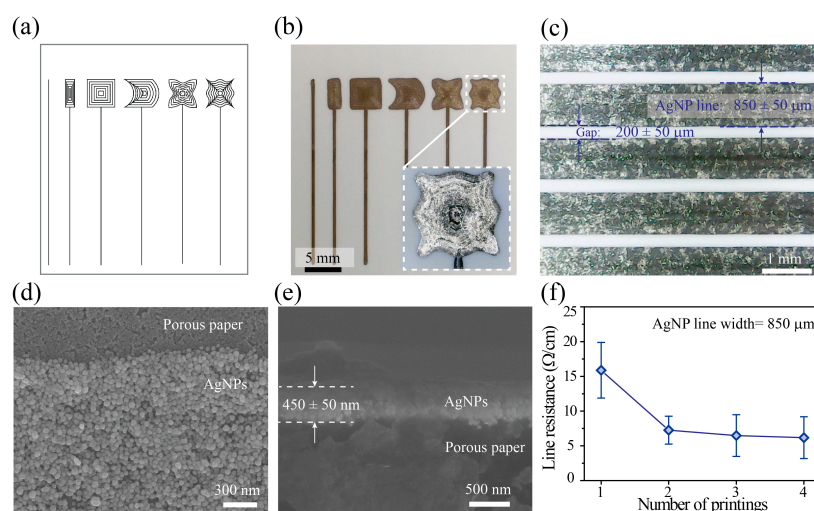 (a)
(b)
5 mm
(c)
AgNP line: 850 ± 50 μm
Gap: 200 ± 50 μm
1 mm
(d)
Porous paper
AgNPs
300 nm
(e)
450 ± 50 nm
AgNPs
Porous paper
500 nm
(f)
AgNP line width= 850 μm
Line resistance (Ω/cm)
25
20
15
10
5
0
1 2 3 4
Number of printings